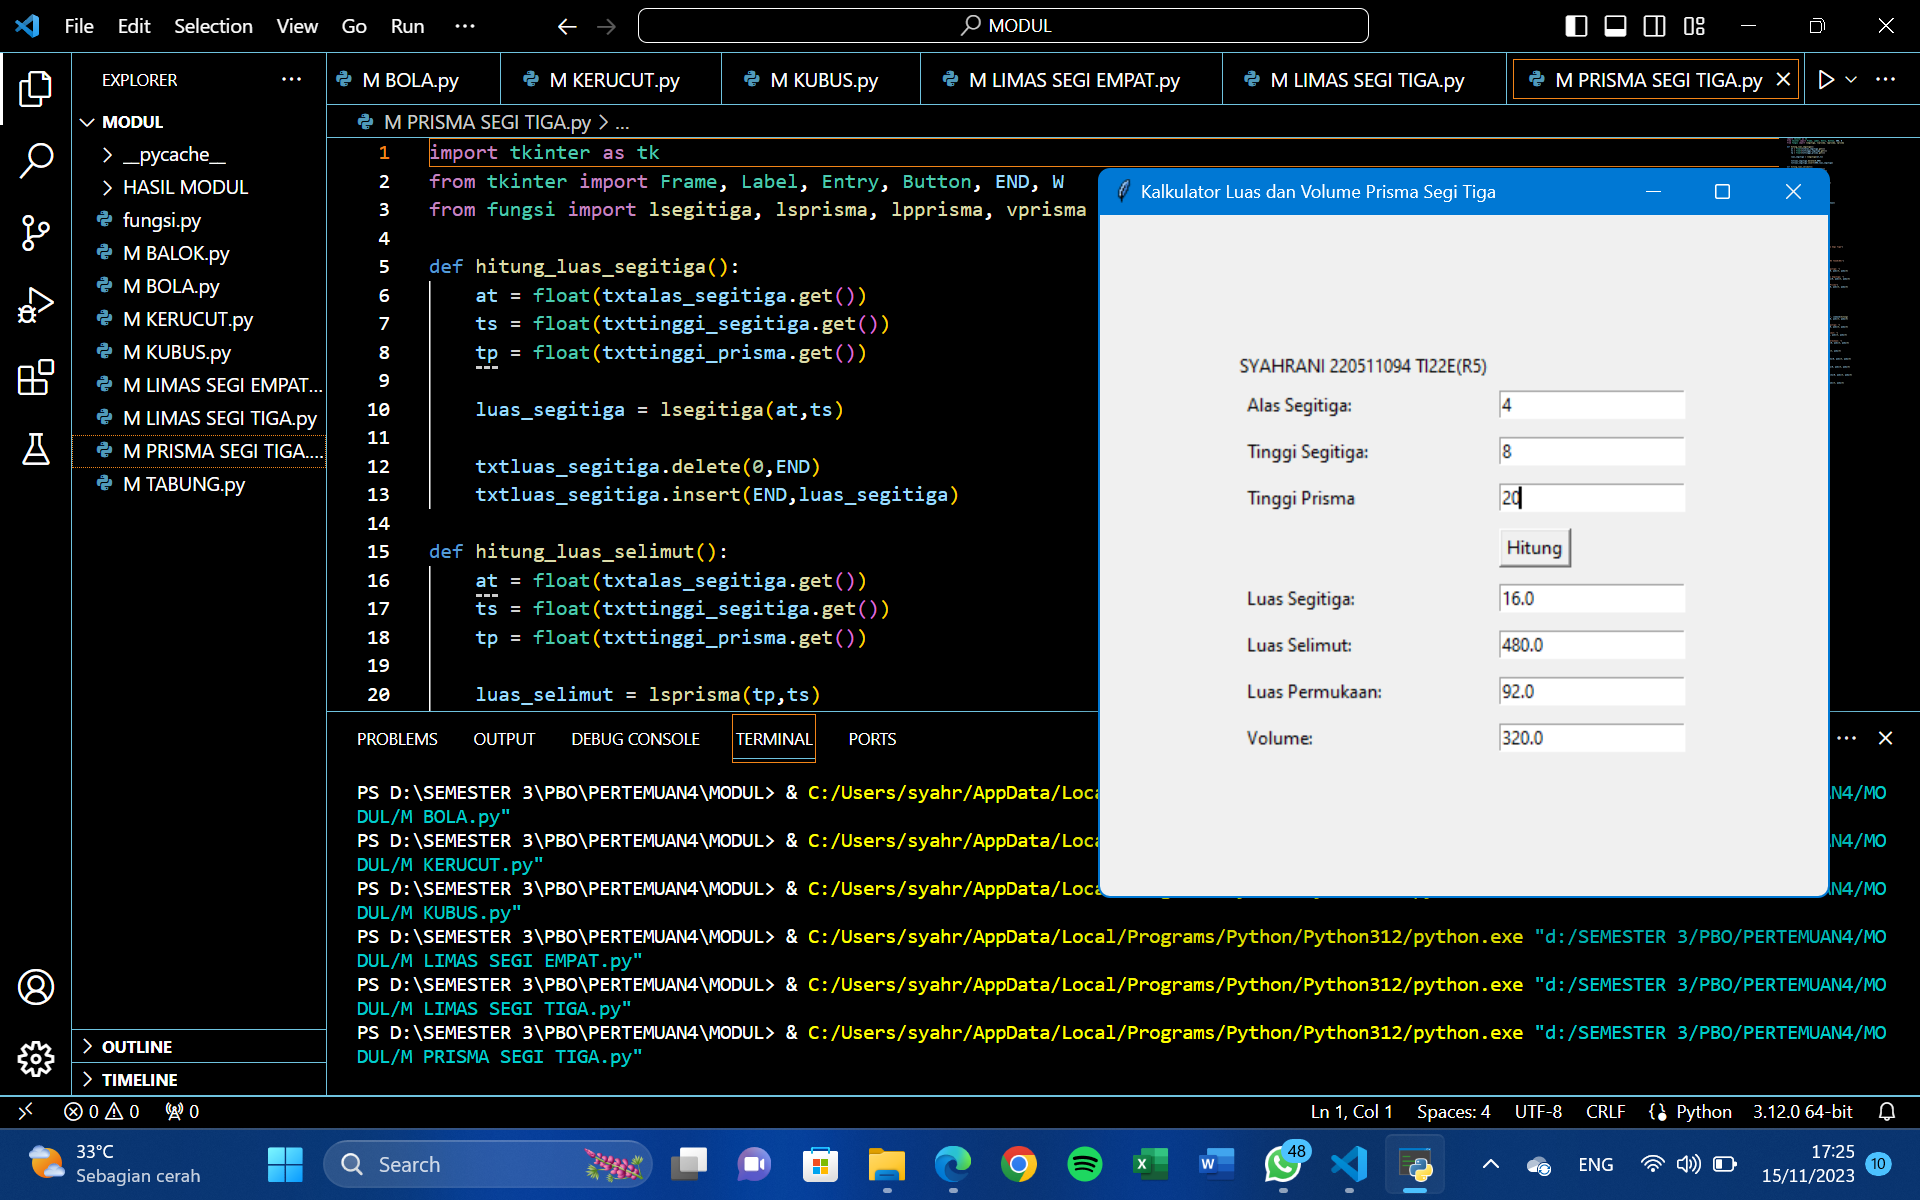 File Edit Selection View Go Run ···
MODUL
EXPLORER ···
MODUL
__pycache__
HASIL MODUL
fungsi.py
M BALOK.py
M BOLA.py
M KERUCUT.py
M KUBUS.py
M LIMAS SEGI EMPAT...
M LIMAS SEGI TIGA.py
M PRISMA SEGI TIGA....
M TABUNG.py
OUTLINE
TIMELINE
M BOLA.py M KERUCUT.py M KUBUS.py M LIMAS SEGI EMPAT.py M LIMAS SEGI TIGA.py M PRISMA SEGI TIGA.py
M PRISMA SEGI TIGA.py > ...
1 import tkinter as tk
2 from tkinter import Frame, Label, Entry, Button, END, W
3 from fungsi import lsegitiga, lsprisma, lpprisma, vprisma
4
5 def hitung_luas_segitiga():
6 at = float(txtalas_segitiga.get())
7 ts = float(txttinggi_segitiga.get())
8 tp = float(txttinggi_prisma.get())
9
10 luas_segitiga = lsegitiga(at,ts)
11
12 txtluas_segitiga.delete(0,END)
13 txtluas_segitiga.insert(END,luas_segitiga)
14
15 def hitung_luas_selimut():
16 at = float(txtalas_segitiga.get())
17 ts = float(txttinggi_segitiga.get())
18 tp = float(txttinggi_prisma.get())
19
20 luas_selimut = lsprisma(tp,ts)
Kalkulator Luas dan Volume Prisma Segi Tiga
SYAHRANI 220511094 TI22E(R5)
Alas Segitiga: 4
Tinggi Segitiga: 8
Tinggi Prisma 20
Hitung
Luas Segitiga: 16.0
Luas Selimut: 480.0
Luas Permukaan: 92.0
Volume: 320.0
PROBLEMS OUTPUT DEBUG CONSOLE TERMINAL PORTS
PS D:\SEMESTER 3\PBO\PERTEMUAN4\MODUL> & C:/Users/syahr/AppData/Loca N4/MO
DUL/M BOLA.py"
PS D:\SEMESTER 3\PBO\PERTEMUAN4\MODUL> & C:/Users/syahr/AppData/Loca N4/MO
DUL/M KERUCUT.py"
PS D:\SEMESTER 3\PBO\PERTEMUAN4\MODUL> & C:/Users/syahr/AppData/Loca N4/MO
DUL/M KUBUS.py"
PS D:\SEMESTER 3\PBO\PERTEMUAN4\MODUL> & C:/Users/syahr/AppData/Local/Programs/Python/Python312/python.exe "d:/SEMESTER 3/PBO/PERTEMUAN4/MO
DUL/M LIMAS SEGI EMPAT.py"
PS D:\SEMESTER 3\PBO\PERTEMUAN4\MODUL> & C:/Users/syahr/AppData/Local/Programs/Python/Python312/python.exe "d:/SEMESTER 3/PBO/PERTEMUAN4/MO
DUL/M LIMAS SEGI TIGA.py"
PS D:\SEMESTER 3\PBO\PERTEMUAN4\MODUL> & C:/Users/syahr/AppData/Local/Programs/Python/Python312/python.exe "d:/SEMESTER 3/PBO/PERTEMUAN4/MO
DUL/M PRISMA SEGI TIGA.py"
0 0 0 Ln 1, Col 1 Spaces: 4 UTF-8 CRLF Python 3.12.0 64-bit
33°C
Sebagian cerah
Search
48
ENG
17:25
15/11/2023
10